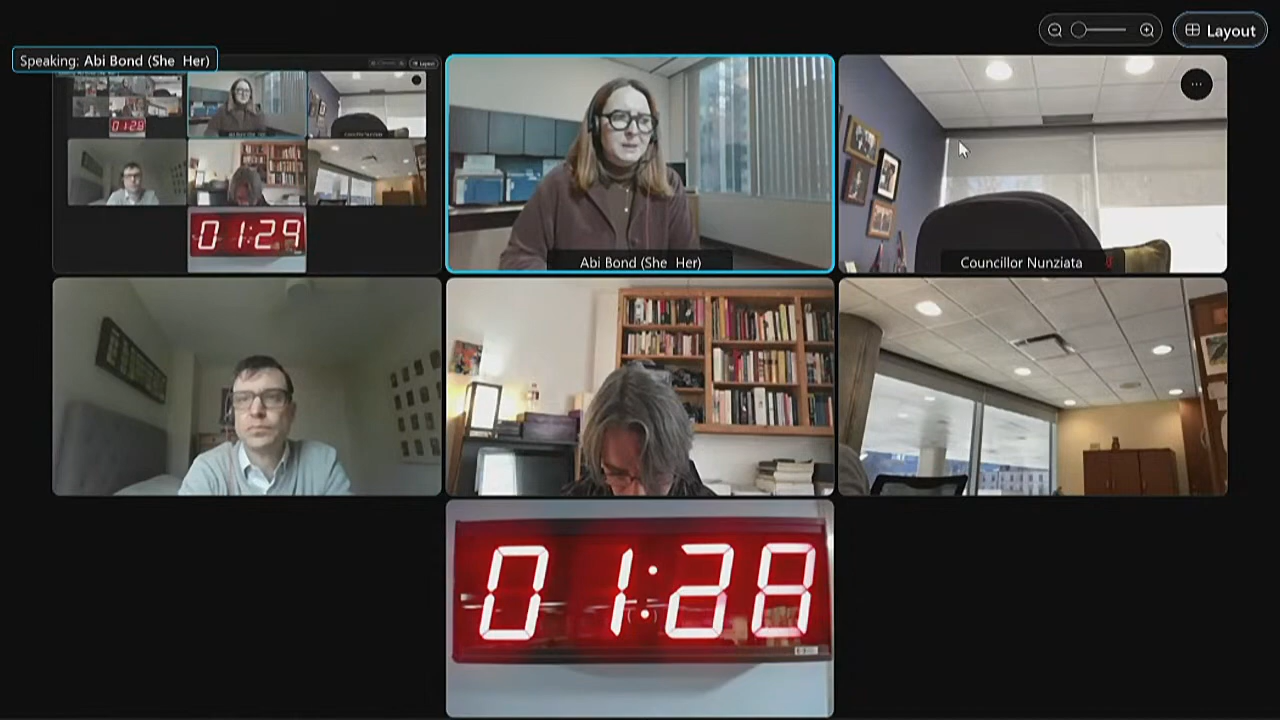 Layout
Speaking: Abi Bond (She Her)
01:29
Abi Bond (She Her)
Councillor Nunziata
01:28